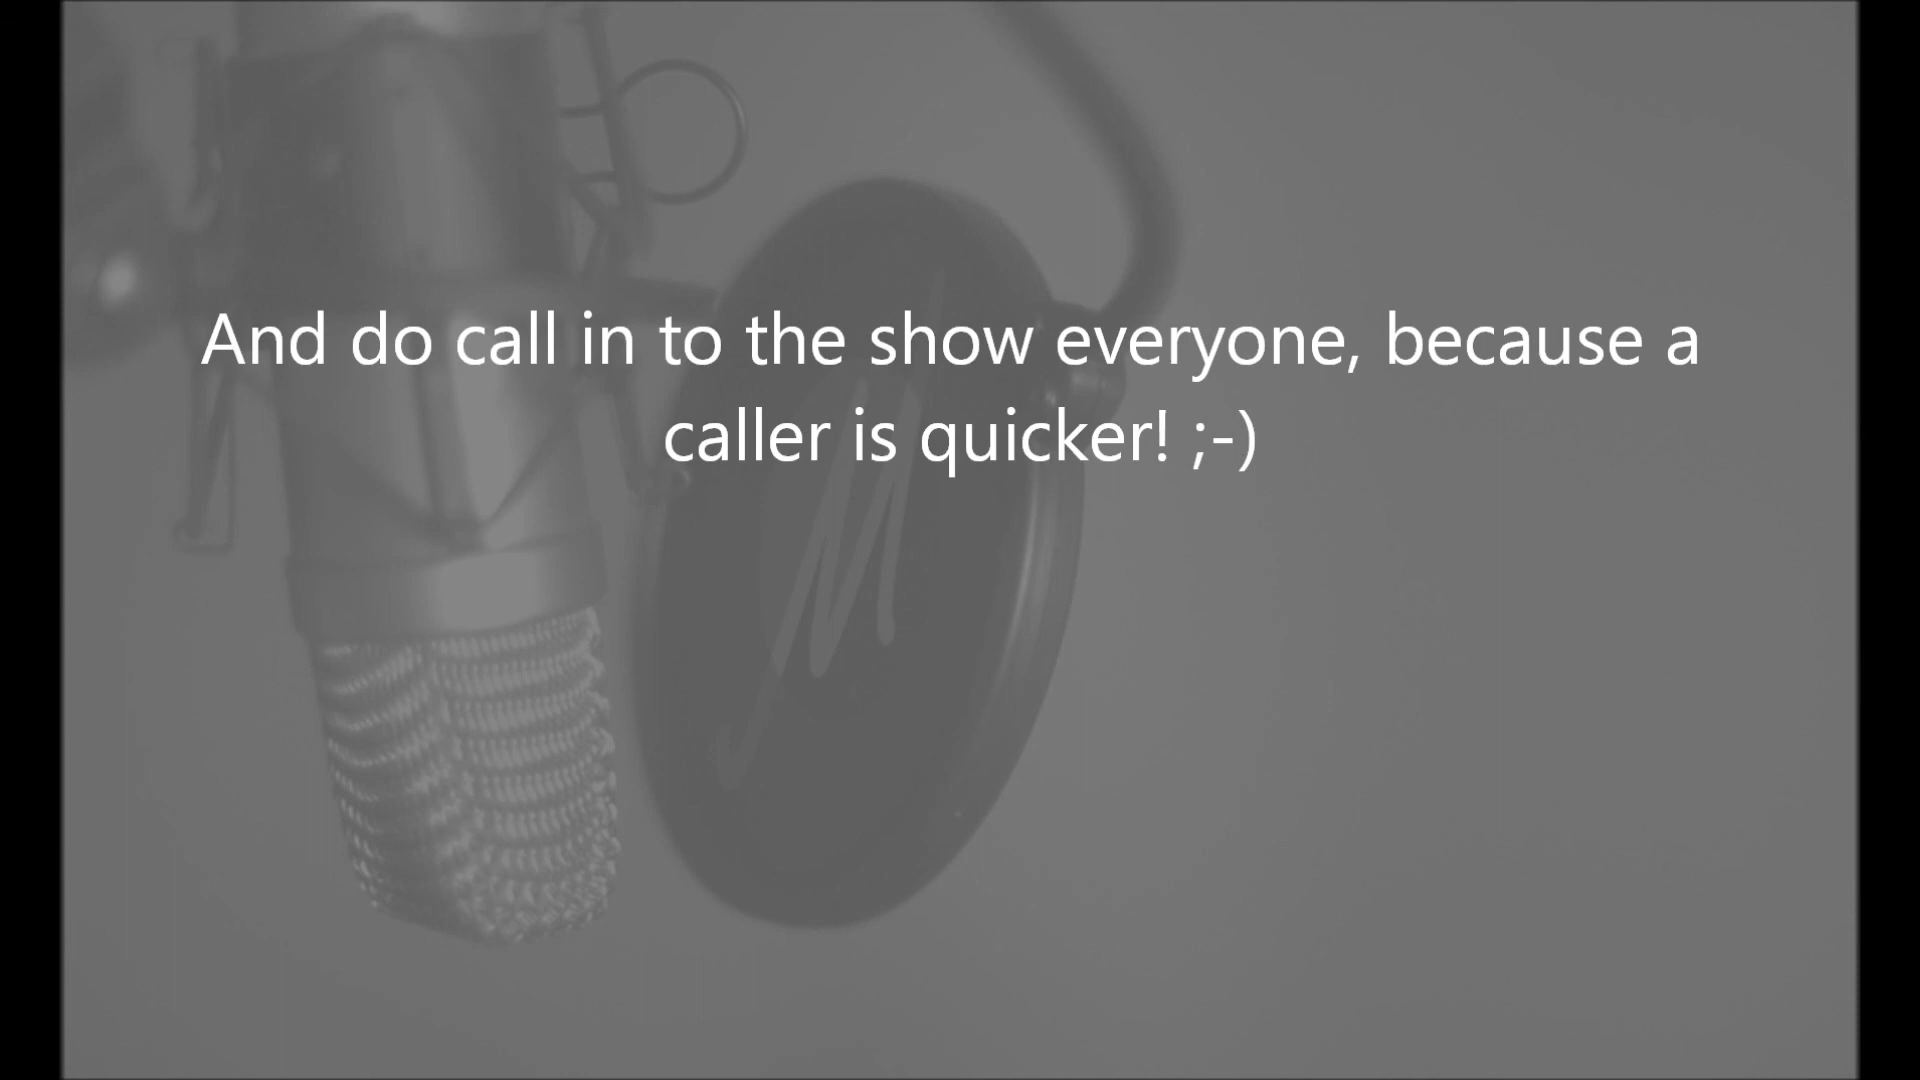 And do call in to the show everyone, because a
caller is quicker! ;-)
M